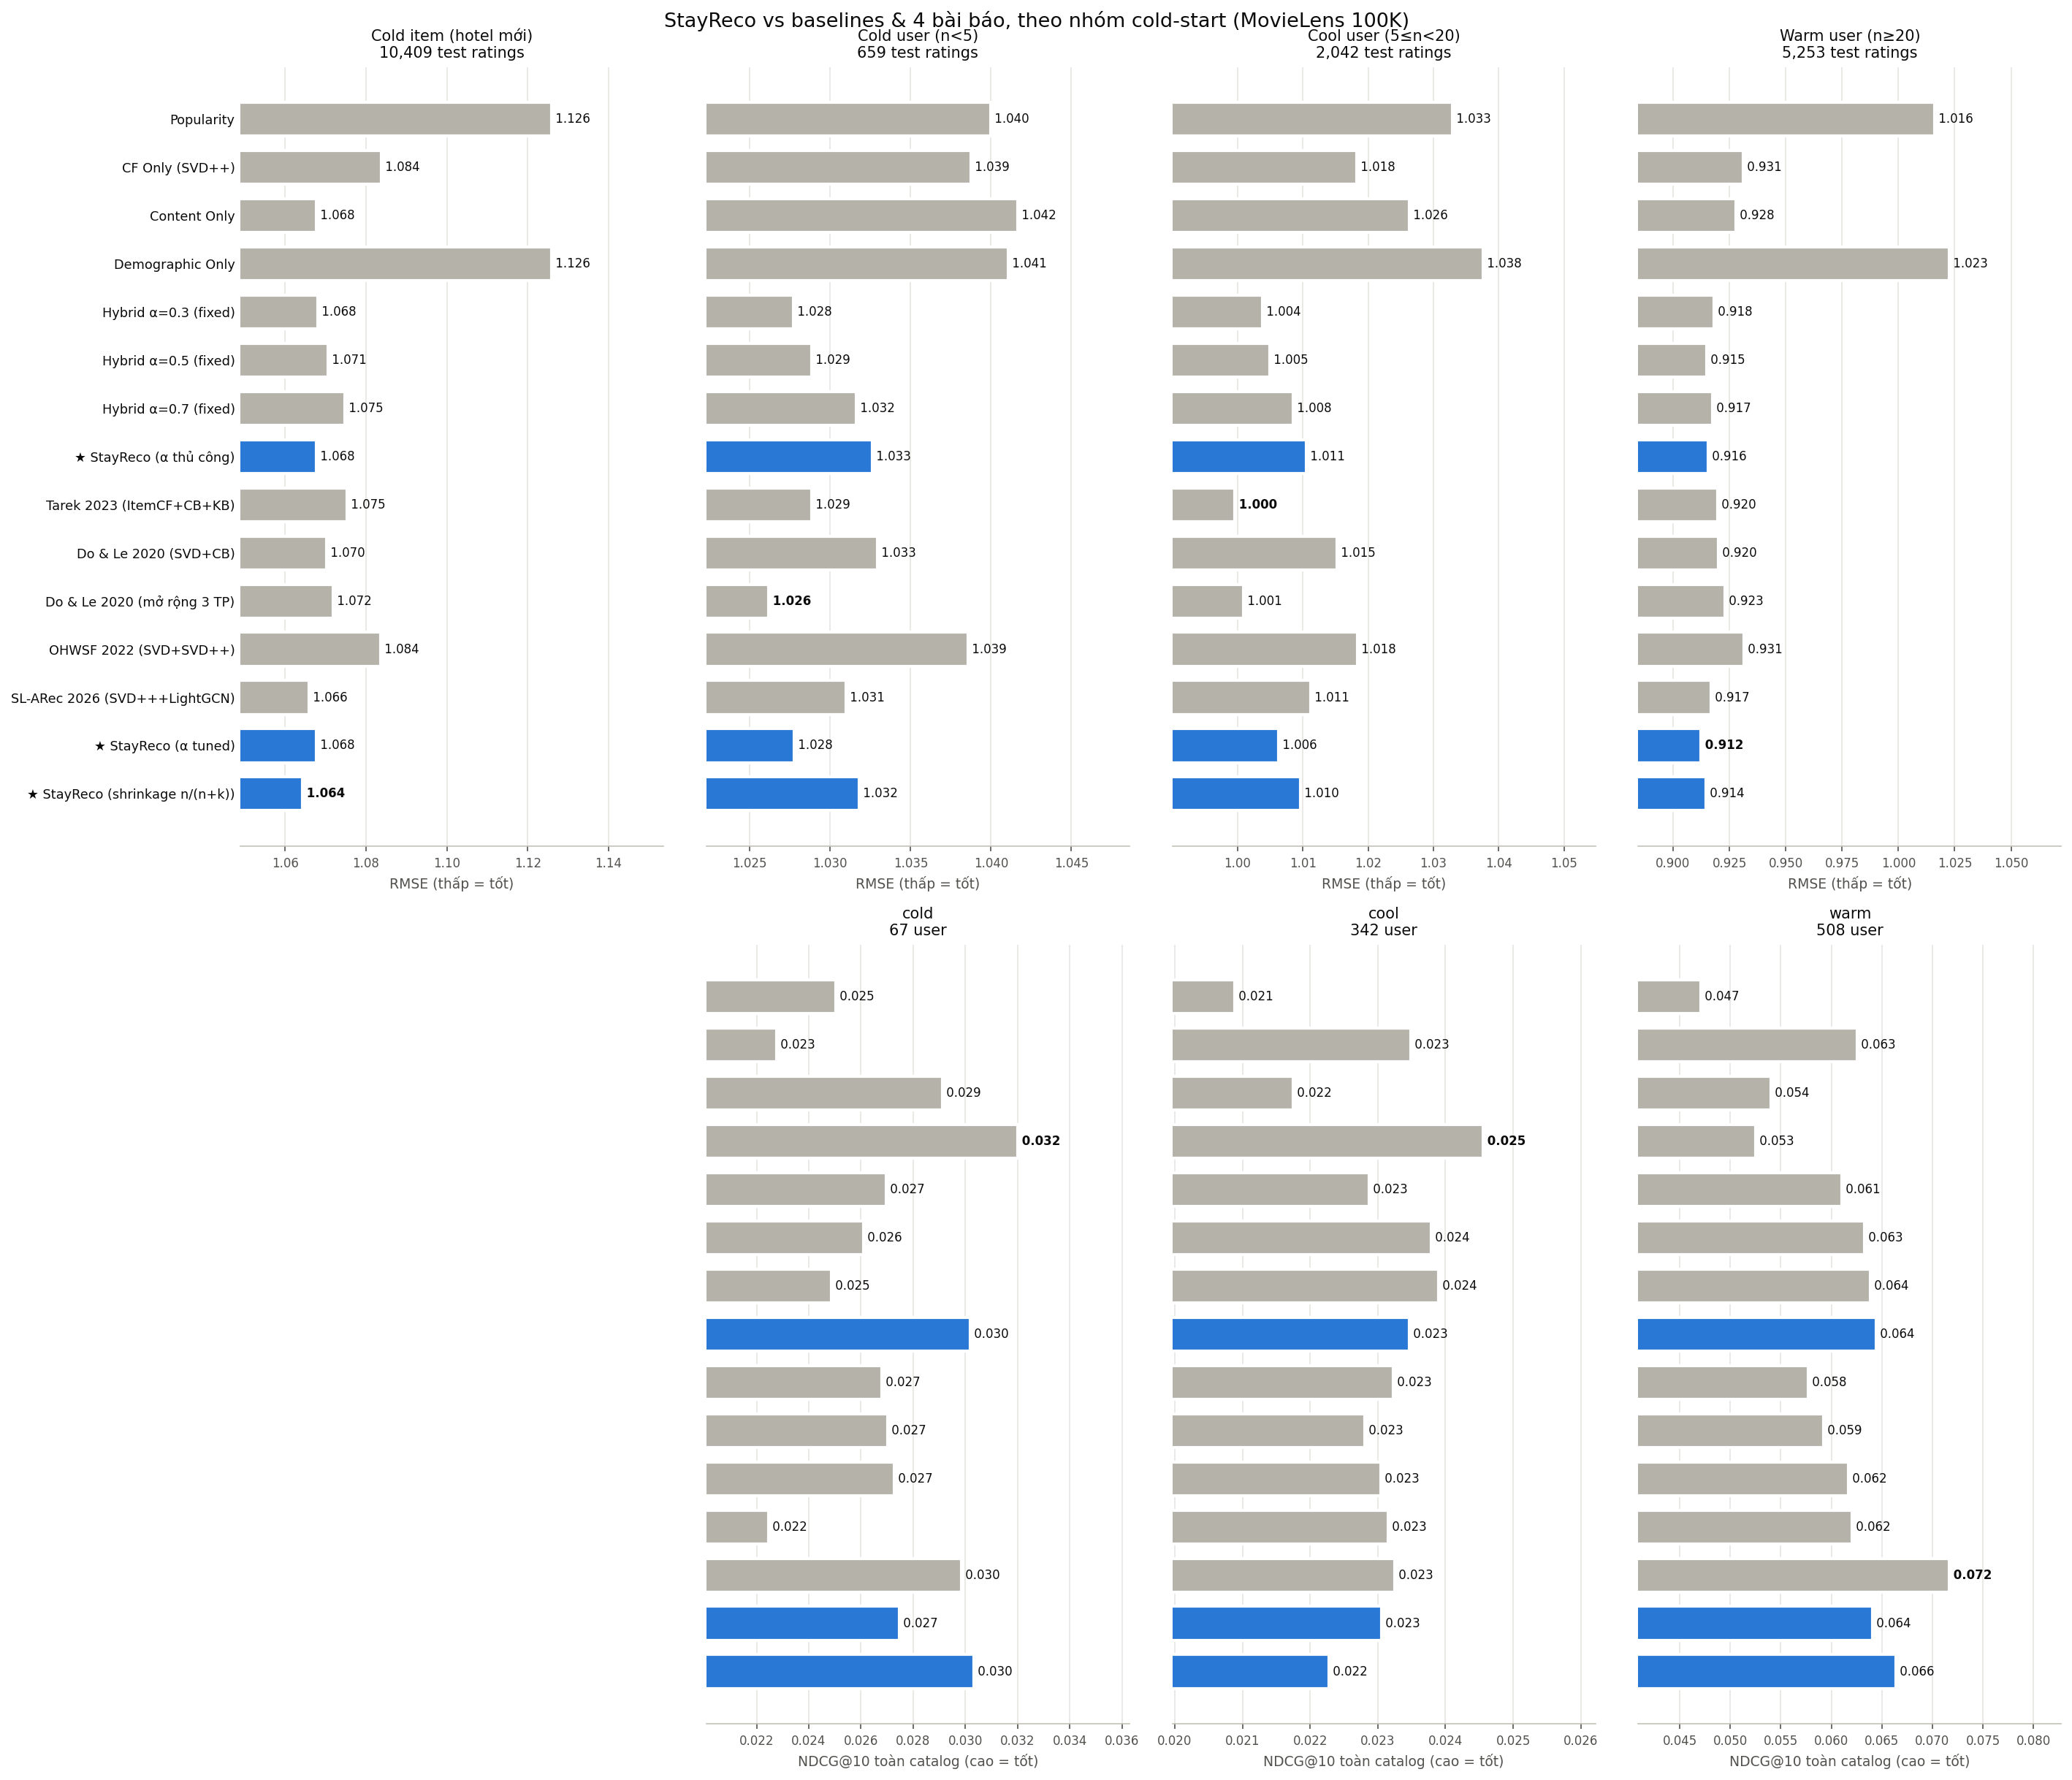 StayReco vs baselines & 4 bài báo, theo nhóm cold-start (MovieLens 100K)
Cold item (hotel mới)
10,409 test ratings
Cold user (n<5)
659 test ratings
Cool user (5≤n<20)
2,042 test ratings
Warm user (n≥20)
5,253 test ratings
Popularity 1.126 1.040 1.033 1.016
CF Only (SVD++) 1.084 1.039 1.018 0.931
Content Only 1.068 1.042 1.026 0.928
Demographic Only 1.126 1.041 1.038 1.023
Hybrid α=0.3 (fixed) 1.068 1.028 1.004 0.918
Hybrid α=0.5 (fixed) 1.071 1.029 1.005 0.915
Hybrid α=0.7 (fixed) 1.075 1.032 1.008 0.917
★ StayReco (α thủ công) 1.068 1.033 1.011 0.916
Tarek 2023 (ItemCF+CB+KB) 1.075 1.029 1.000 0.920
Do & Le 2020 (SVD+CB) 1.070 1.033 1.015 0.920
Do & Le 2020 (mở rộng 3 TP) 1.072 1.026 1.001 0.923
OHWSF 2022 (SVD+SVD++) 1.084 1.039 1.018 0.931
SL-ARec 2026 (SVD+++LightGCN) 1.066 1.031 1.011 0.917
★ StayReco (α tuned) 1.068 1.028 1.006 0.912
★ StayReco (shrinkage n/(n+k)) 1.064 1.032 1.010 0.914
1.06 1.08 1.10 1.12 1.14
1.025 1.030 1.035 1.040 1.045
1.00 1.01 1.02 1.03 1.04 1.05
0.900 0.925 0.950 0.975 1.000 1.025 1.050
RMSE (thấp = tốt)
RMSE (thấp = tốt)
RMSE (thấp = tốt)
RMSE (thấp = tốt)
cold
67 user
cool
342 user
warm
508 user
0.025 0.021 0.047
0.023 0.023 0.063
0.029 0.022 0.054
0.032 0.025 0.053
0.027 0.023 0.061
0.026 0.024 0.063
0.025 0.024 0.064
0.030 0.023 0.064
0.027 0.023 0.058
0.027 0.023 0.059
0.027 0.023 0.062
0.022 0.023 0.062
0.030 0.023 0.072
0.027 0.023 0.064
0.030 0.022 0.066
0.022 0.024 0.026 0.028 0.030 0.032 0.034 0.036
0.020 0.021 0.022 0.023 0.024 0.025 0.026
0.045 0.050 0.055 0.060 0.065 0.070 0.075 0.080
NDCG@10 toàn catalog (cao = tốt)
NDCG@10 toàn catalog (cao = tốt)
NDCG@10 toàn catalog (cao = tốt)